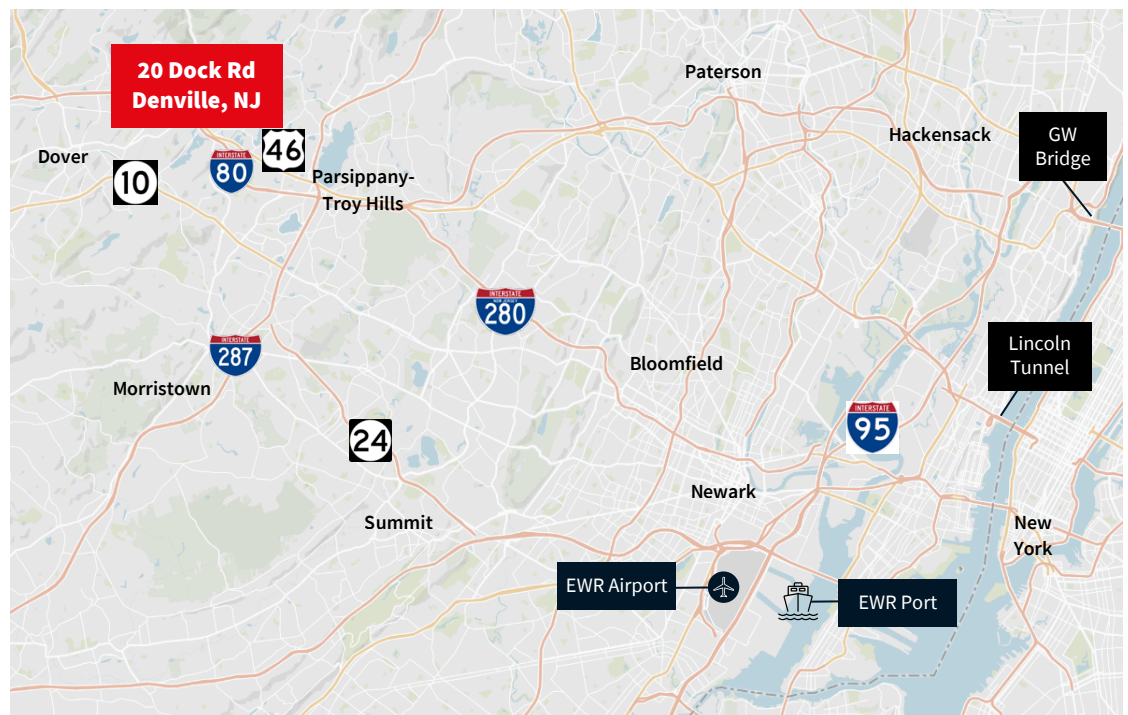 20 Dock Rd
Denville, NJ
Paterson
Hackensack
GW
Bridge
Dover
10
INTERSTATE
80
46
Parsippany-
Troy Hills
INTERSTATE
NEW JERSEY
280
INTERSTATE
287
Morristown
Bloomfield
Lincoln
Tunnel
24
INTERSTATE
95
Newark
Summit
New
York
EWR Airport
EWR Port